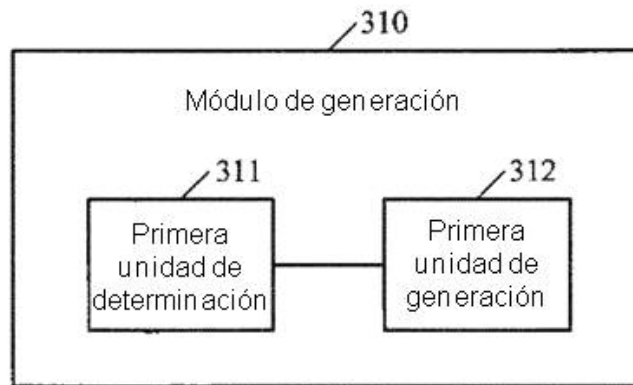 310
Módulo de generación
311
312
Primera
unidad de
determinación
Primera
unidad de
generación